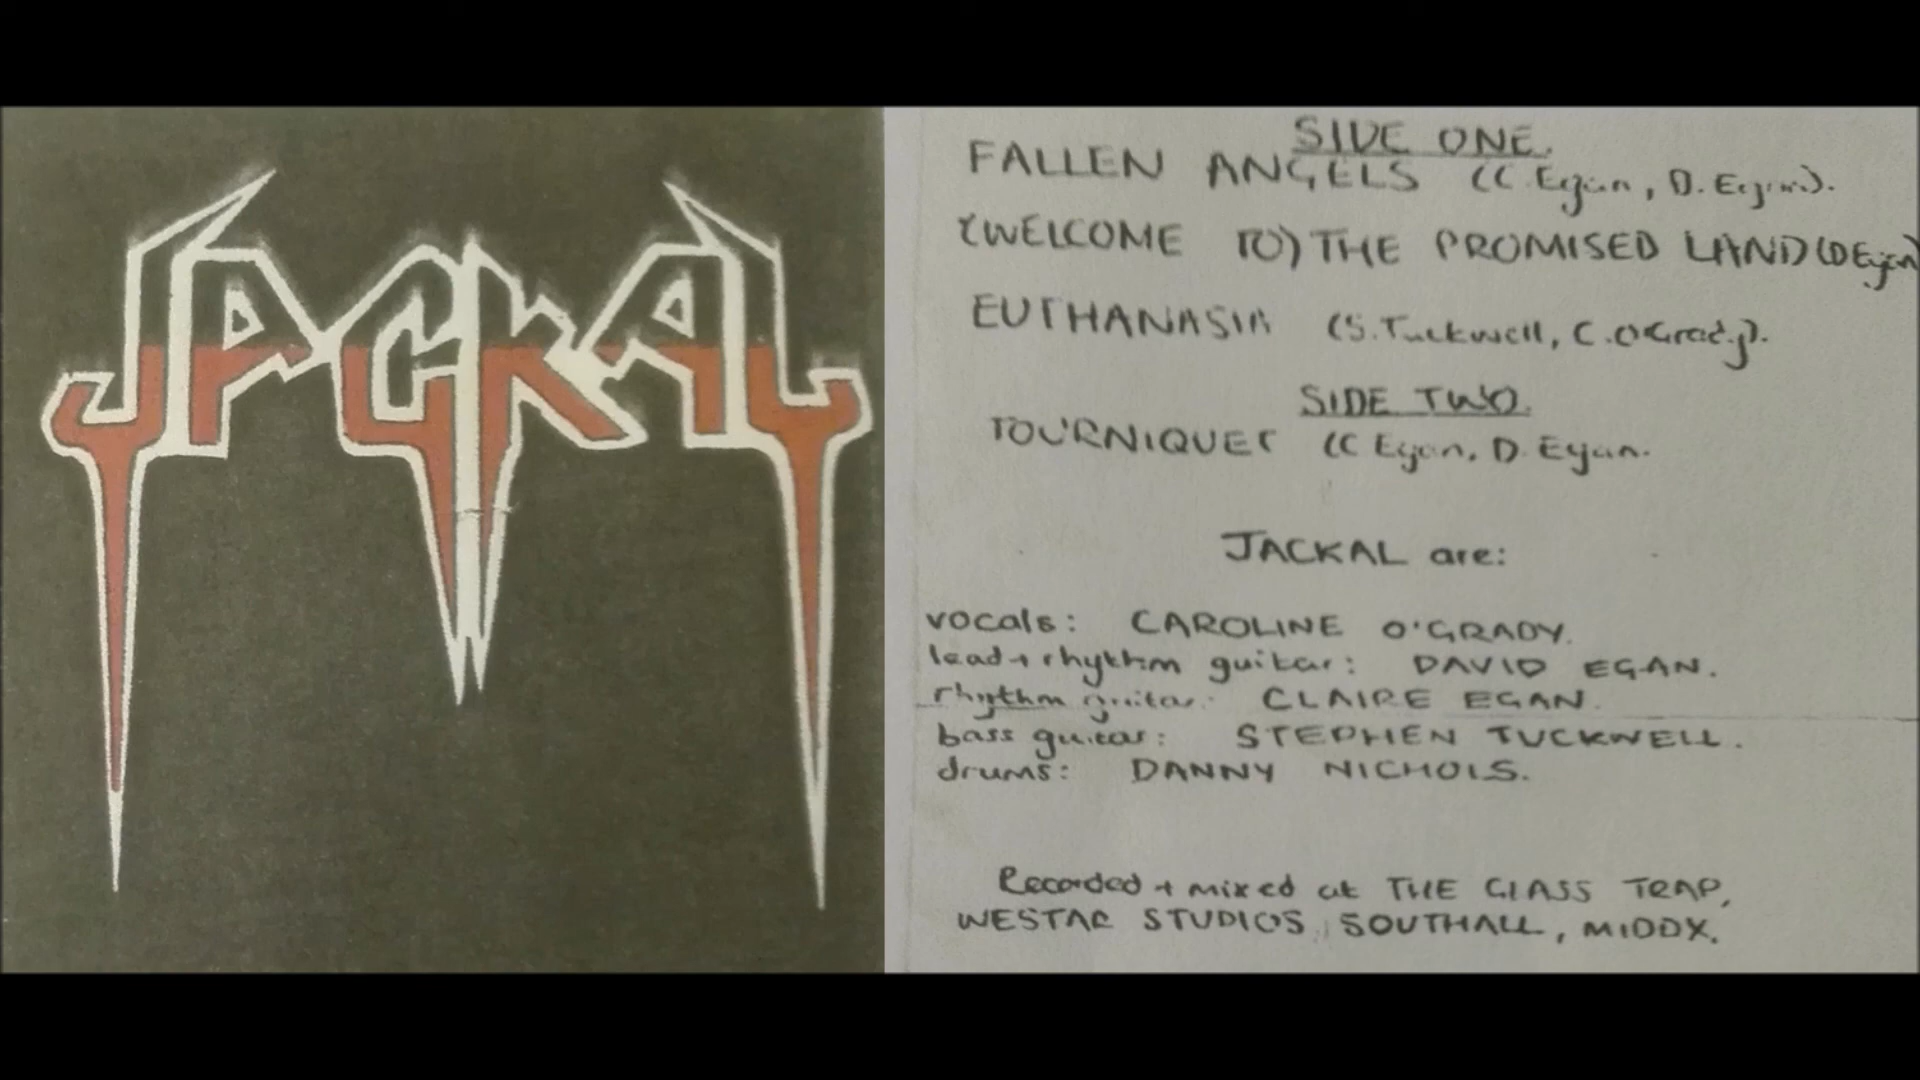 JACKAL
SIDE ONE.
FALLEN ANGELS (C. Egan, D. Egan).
(WELCOME TO) THE PROMISED LAND (D Egan)
EUTHANASIA (S. Tuckwell, C. O'Grady).
SIDE TWO.
TOURNIQUET (C Egan, D. Egan.
JACKAL are:
vocals: CAROLINE O'GRADY.
lead + rhythm guitar: DAVID EGAN.
rhythm guitar: CLAIRE EGAN.
bass guitar: STEPHEN TUCKWELL.
drums: DANNY NICHOLS.
Recorded + mixed at THE GLASS TRAP,
WESTAR STUDIOS, SOUTHALL, MIDDX.